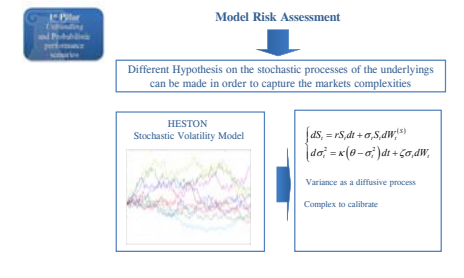 1st Pillar
Unbundling
and Probabilistic
performance
scenarios
Model Risk Assessment
Different Hypothesis on the stochastic processes of the underlyings
can be made in order to capture the markets complexities
HESTON
Stochastic Volatility Model
dS_t = rS_t dt + σ_t S_t dW_t^(S)
dσ_t^2 = κ(θ − σ_t^2)dt + ζσ_t dW_t
Variance as a diffusive process
Complex to calibrate